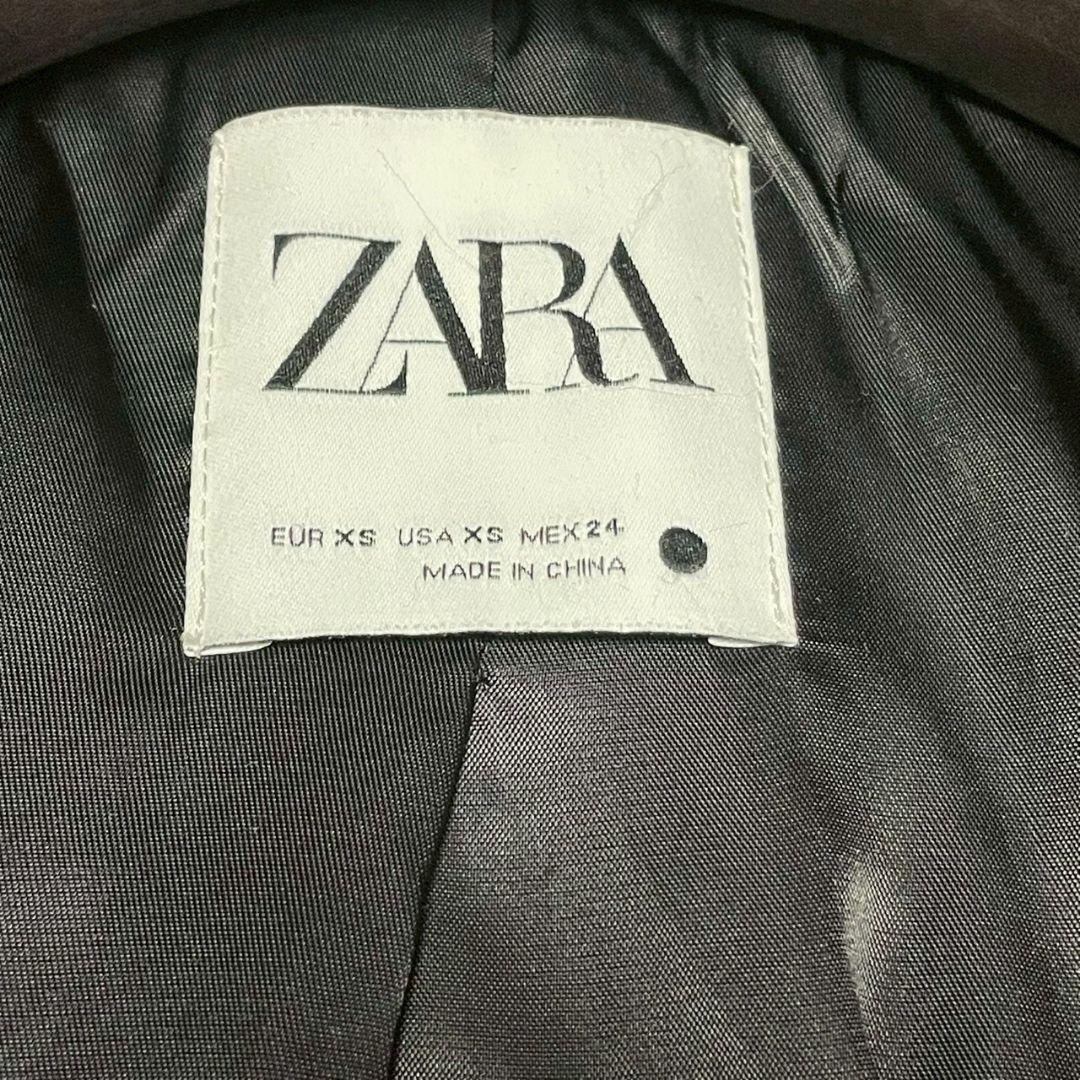 ZARA
EUR XS USA XS MEX 24
MADE IN CHINA